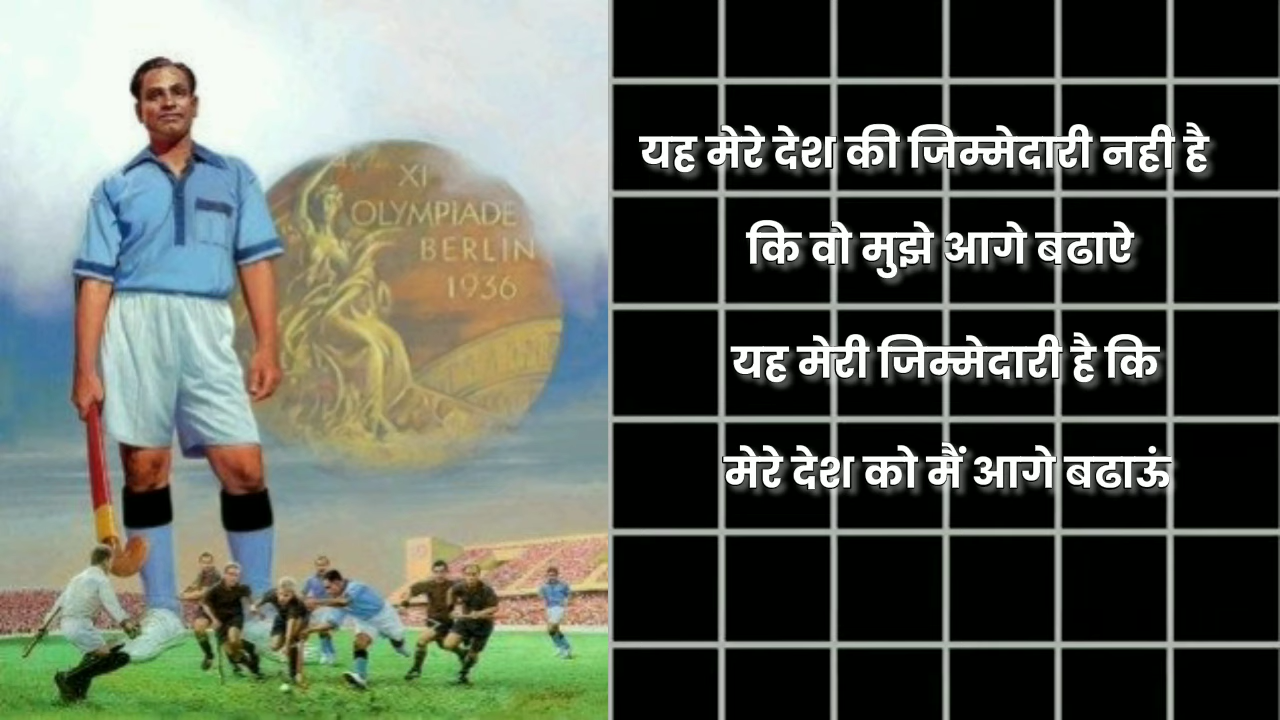 XI
OLYMPIADE
BERLIN
1936
यह मेरे देश की जिम्मेदारी नही है
कि वो मुझे आगे बढाऐ
यह मेरी जिम्मेदारी है कि
मेरे देश को मैं आगे बढाऊं